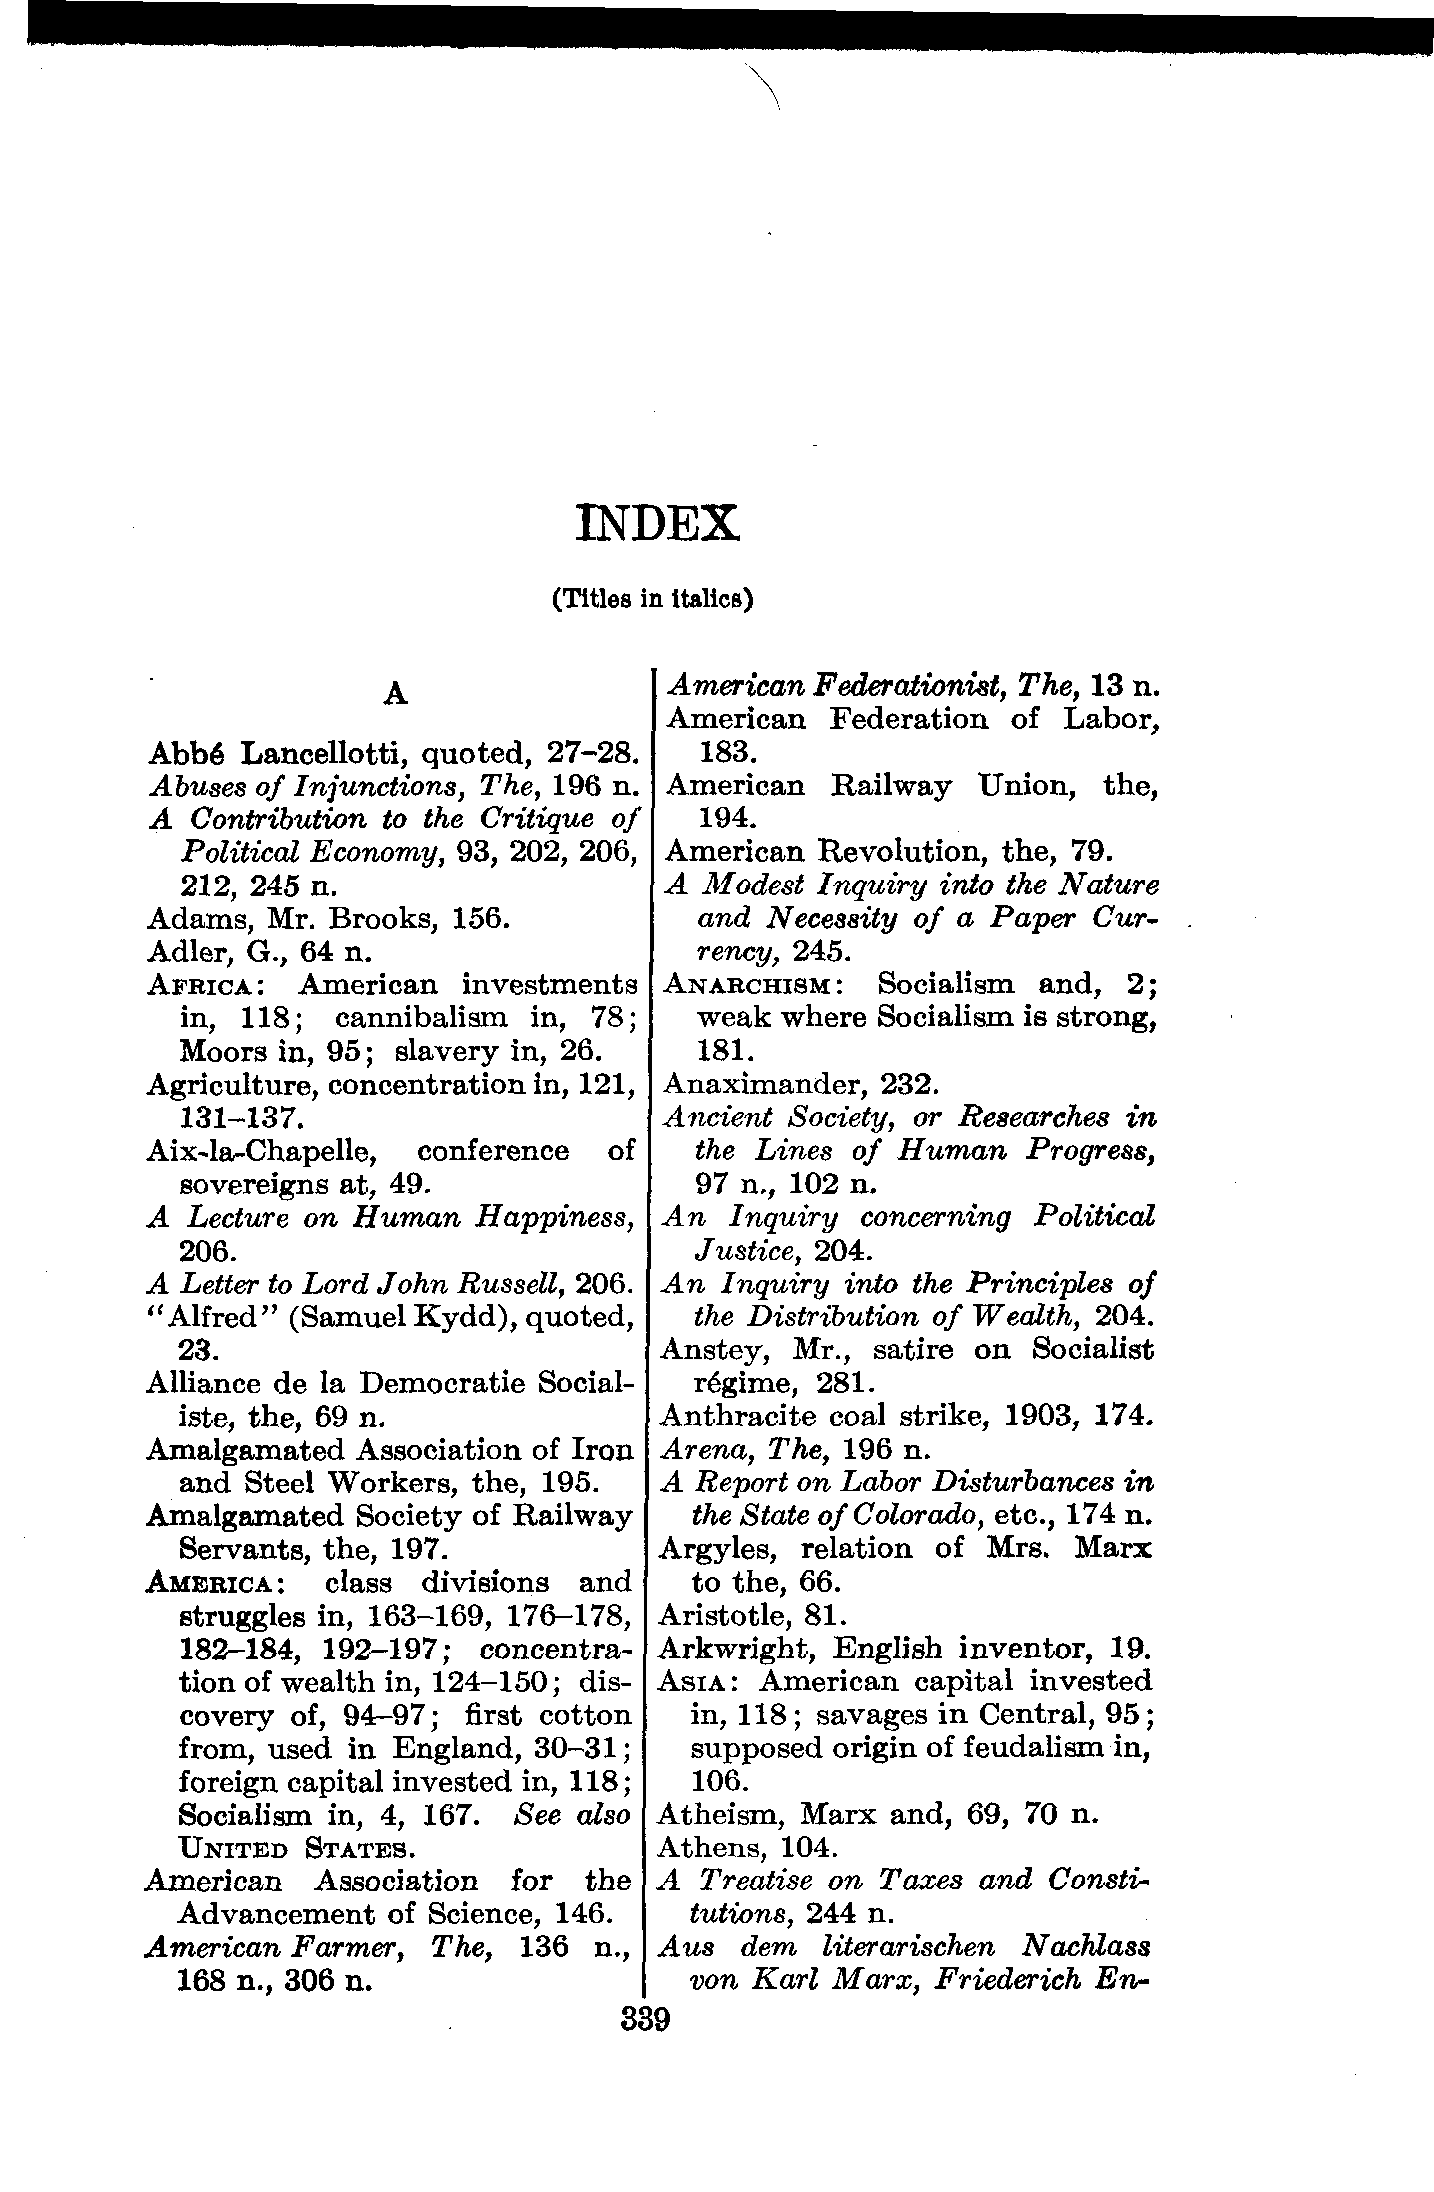 INDEX
(Titles in italics)
A
Abbé Lancellotti, quoted, 27–28.
Abuses of Injunctions, The, 196 n.
A Contribution to the Critique of
Political Economy, 93, 202, 206,
212, 245 n.
Adams, Mr. Brooks, 156.
Adler, G., 64 n.
AFRICA: American investments
in, 118; cannibalism in, 78;
Moors in, 95; slavery in, 26.
Agriculture, concentration in, 121,
131–137.
Aix-la-Chapelle, conference of
sovereigns at, 49.
A Lecture on Human Happiness,
206.
A Letter to Lord John Russell, 206.
"Alfred" (Samuel Kydd), quoted,
23.
Alliance de la Democratie Social-
iste, the, 69 n.
Amalgamated Association of Iron
and Steel Workers, the, 195.
Amalgamated Society of Railway
Servants, the, 197.
AMERICA: class divisions and
struggles in, 163–169, 176–178,
182–184, 192–197; concentra-
tion of wealth in, 124–150; dis-
covery of, 94–97; first cotton
from, used in England, 30–31;
foreign capital invested in, 118;
Socialism in, 4, 167. See also
UNITED STATES.
American Association for the
Advancement of Science, 146.
American Farmer, The, 136 n.,
168 n., 306 n.
American Federationist, The, 13 n.
American Federation of Labor,
183.
American Railway Union, the,
194.
American Revolution, the, 79.
A Modest Inquiry into the Nature
and Necessity of a Paper Cur-
rency, 245.
ANARCHISM: Socialism and, 2;
weak where Socialism is strong,
181.
Anaximander, 232.
Ancient Society, or Researches in
the Lines of Human Progress,
97 n., 102 n.
An Inquiry concerning Political
Justice, 204.
An Inquiry into the Principles of
the Distribution of Wealth, 204.
Anstey, Mr., satire on Socialist
régime, 281.
Anthracite coal strike, 1903, 174.
Arena, The, 196 n.
A Report on Labor Disturbances in
the State of Colorado, etc., 174 n.
Argyles, relation of Mrs. Marx
to the, 66.
Aristotle, 81.
Arkwright, English inventor, 19.
ASIA: American capital invested
in, 118; savages in Central, 95;
supposed origin of feudalism in,
106.
Atheism, Marx and, 69, 70 n.
Athens, 104.
A Treatise on Taxes and Consti-
tutions, 244 n.
Aus dem literarischen Nachlass
von Karl Marx, Friederich En-
339